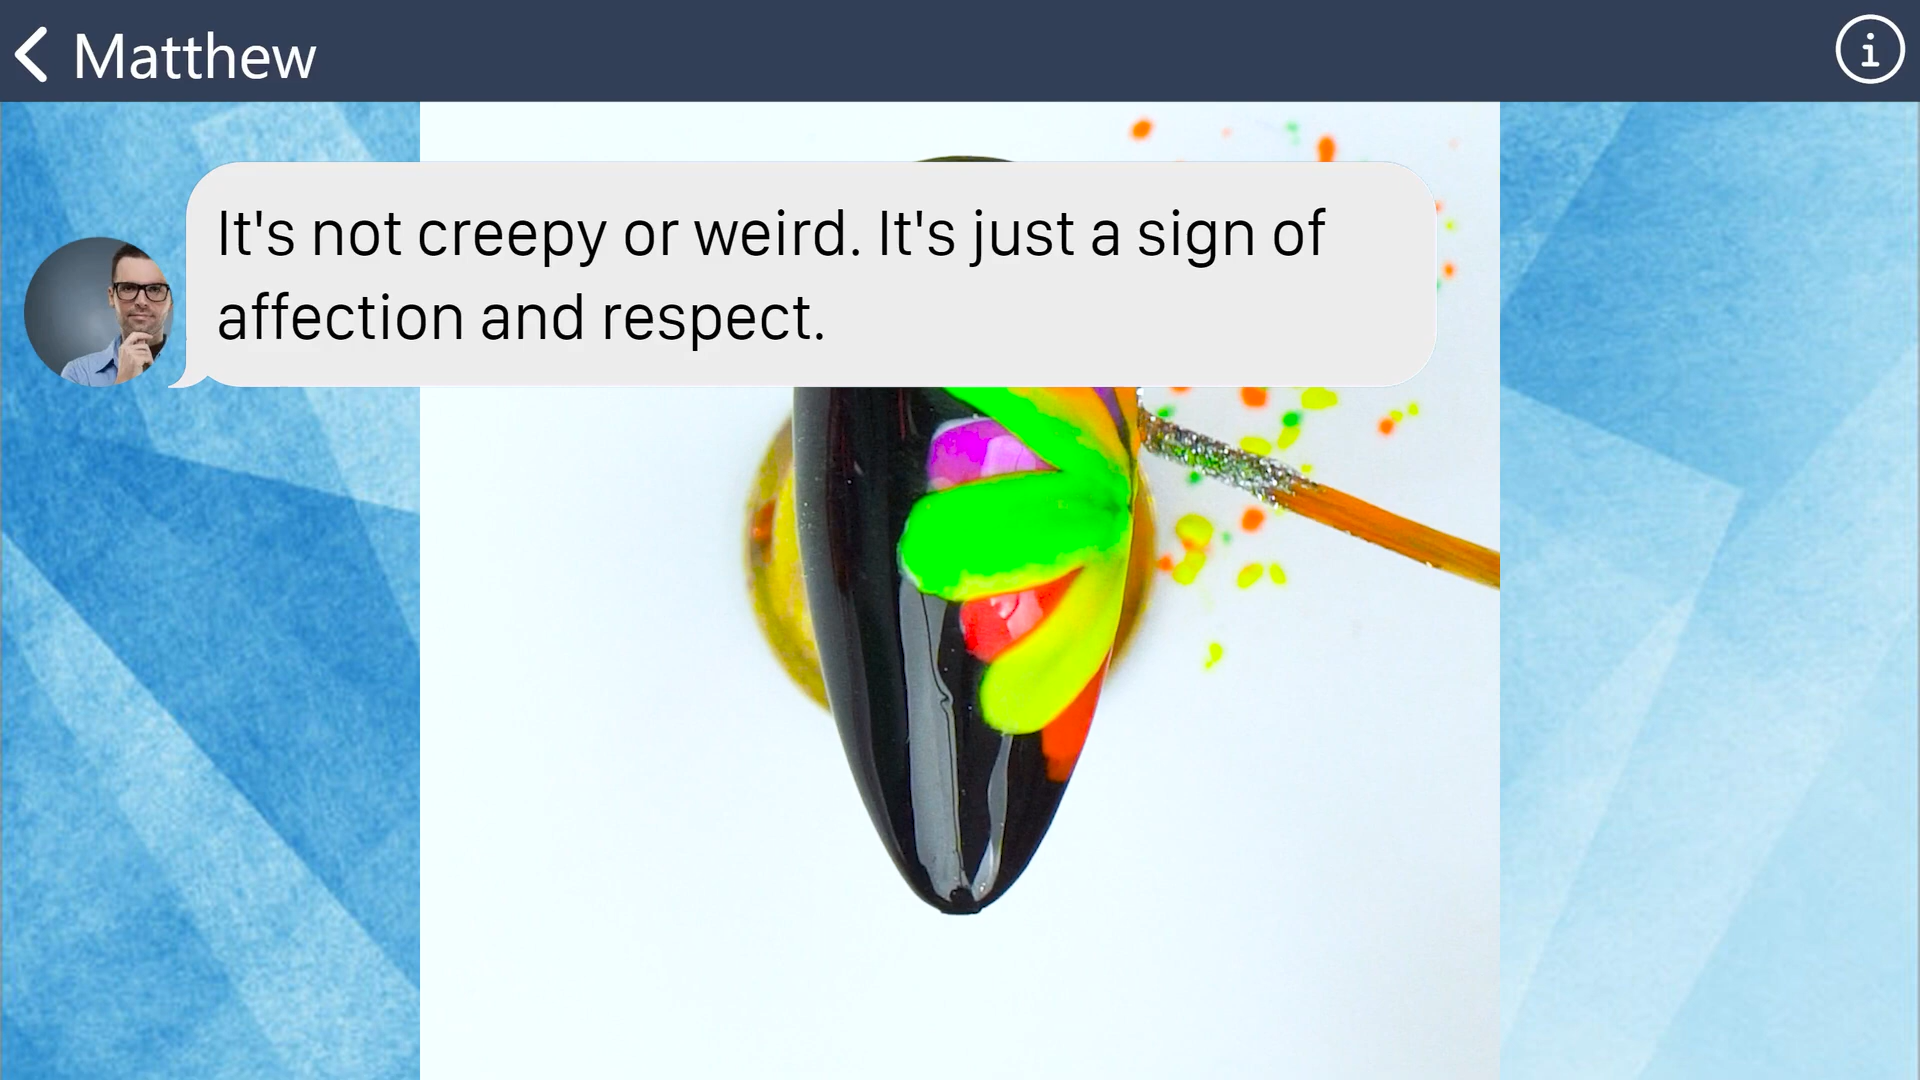 Matthew
It's not creepy or weird. It's just a sign of
affection and respect.